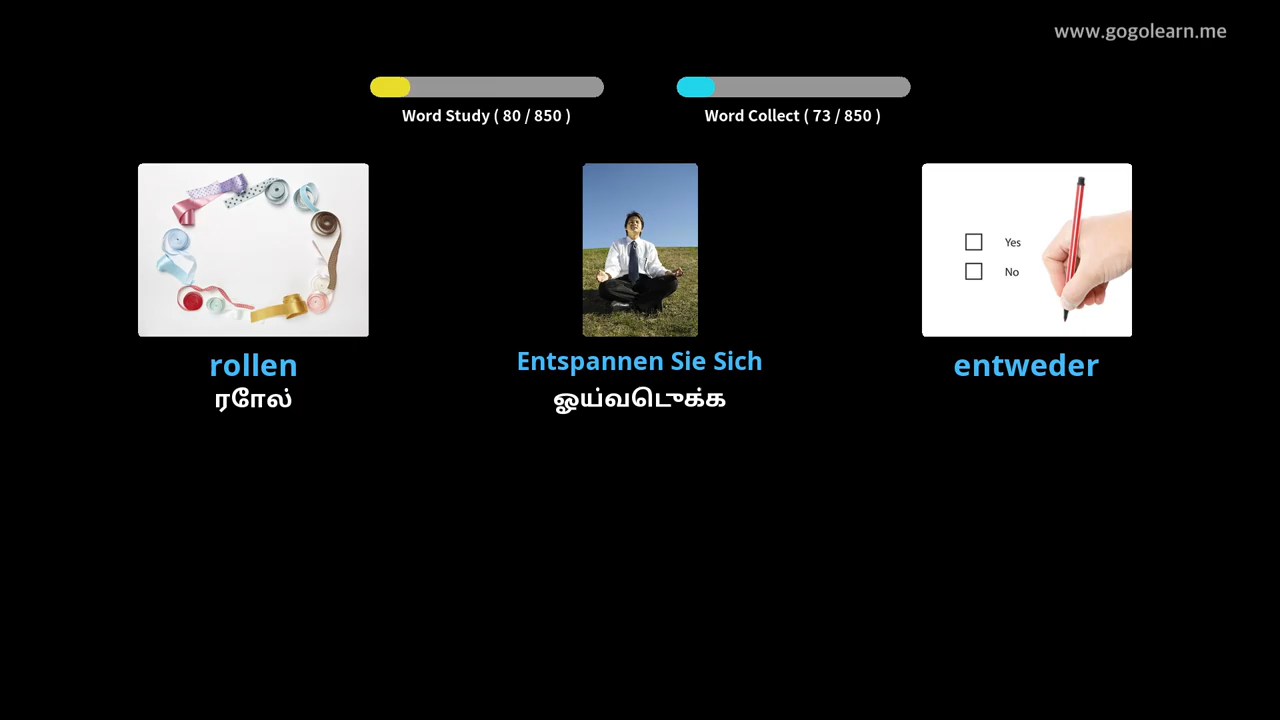 www.gogolearn.me
Word Study ( 80 / 850 )
Word Collect ( 73 / 850 )
Yes
No
rollen
Entspannen Sie Sich
entweder
ரோல்
ஓய்வெடுக்க